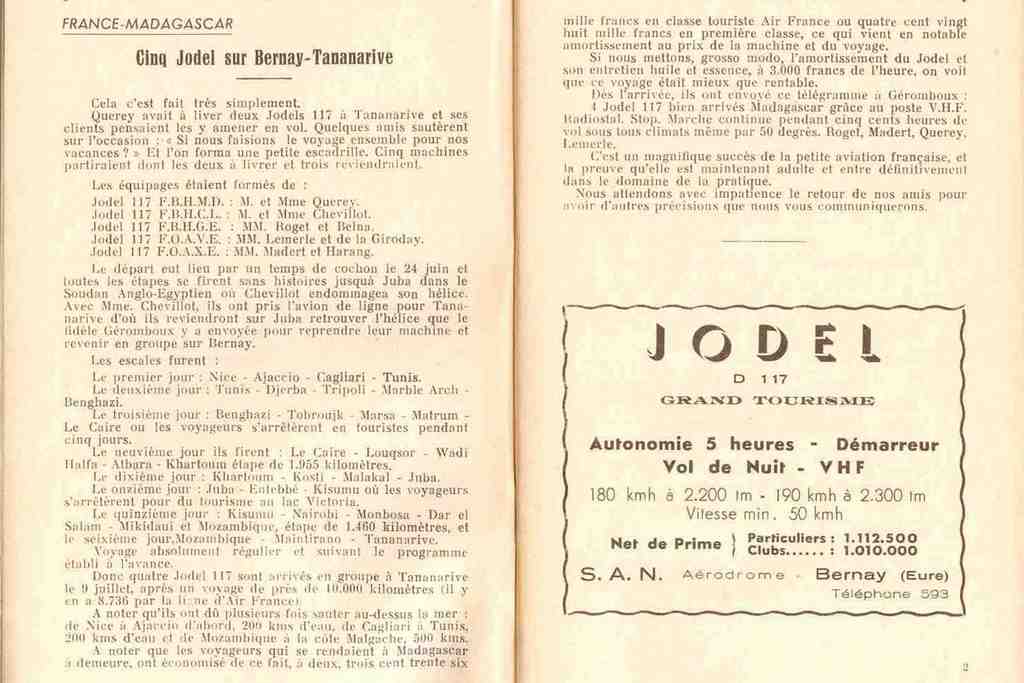 FRANCE-MADAGASCAR
Cinq Jodel sur Bernay-Tananarive
Cela c'est fait très simplement.
Querey avait à liver deux Jodels 117 à Tananarive et ses
clients pensaient les y amener en vol. Quelques amis sautèrent
sur l'occasion : « Si nous faisions le voyage ensemble pour nos
vacances ? » Et l'on forma une petite escadrille. Cinq machines
partiraient dont les deux à livrer et trois reviendraient.
Les équipages étaient formés de :
Jodel 117 F.B.H.M.D. : M. et Mme Querey.
Jodel 117 F.B.H.C.L. : M. et Mme Chevillot.
Jodel 117 F.B.H.G.E. : MM. Roget et Belna.
Jodel 117 F.O.A.V.E. : MM. Lemerle et de la Giroday.
Jodel 117 F.O.A.X.E. : MM. Madert et Harang.
Le départ eut lieu par un temps de cochon le 24 juin et
toutes les étapes se firent sans histoires jusquà Juba dans le
Soudan Anglo-Egyptien où Chevillot endommagea son hélice.
Avec Mme. Chevillot, ils ont pris l'avion de ligne pour Tana-
narive d'où ils reviendront sur Juba retrouver l'hélice que le
fidèle Géromboux y a envoyée pour reprendre leur machine et
revenir en groupe sur Bernay.
Les escales furent :
Le premier jour : Nice - Ajaccio - Cagliari - Tunis.
Le deuxième jour : Tunis - Djerba - Tripoli - Marble Arch -
Benghazi.
Le troisième jour : Benghazi - Tobroujk - Marsa - Matrum -
Le Caire ou les voyageurs s'arrêtèrent en touristes pendant
cinq jours.
Le neuvième jour ils firent : Le Caire - Louqsor - Wadi
Halfa - Atbara - Khartoum étape de 1.955 kilomètres.
Le dixième jour : Khartoum - Kosti - Malakal - Juba.
Le onzième jour : Juba - Entebbé - Kisumu où les voyageurs
s'arrêtèrent pour du tourisme au lac Victoria.
Le quinzième jour : Kisumu - Nairobi - Monbosa - Dar el
Salam - Mikidaui et Mozambique, étape de 1.460 kilomètres, et
le seixième jour,Mozambique - Maintirano - Tananarive.
Voyage absolument régulier et suivant le programme
établi à l'avance.
Donc quatre Jodel 117 sont arrivés en groupe à Tananarive
le 9 juillet, après un voyage de près de 10.000 kilomètres (il y
en a 8.736 par la ligne d'Air France).
A noter qu'ils ont dû plusieurs fois sauter au-dessus la mer :
de Nice à Ajaccio d'abord, 200 kms d'eau, de Cagliari à Tunis,
200 kms d'eau et de Mozambique à la côte Malgache, 500 kms.
A noter que les voyageurs qui se rendaient à Madagascar
à demeure, ont économisé de ce fait, à deux, trois cent trente six
mille francs en classe touriste Air France ou quatre cent vingt
huit mille francs en première classe, ce qui vient en notable
amortissement au prix de la machine et du voyage.
Si nous mettons, grosso modo, l'amortissement du Jodel et
son entretien huile et essence, à 3.000 francs de l'heure, on voit
que ce voyage était mieux que rentable.
Dès l'arrivée, ils ont envoyé ce télégramme à Géromboux :
4 Jodel 117 bien arrivés Madagascar grâce au poste V.H.F.
Radiostal. Stop. Marche continue pendant cinq cents heures de
vol sous tous climats même par 50 degrés. Roget, Madert, Querey,
Lemerle.
C'est un magnifique succès de la petite aviation française, et
la preuve qu'elle est maintenant adulte et entre définitivement
dans le domaine de la pratique.
Nous attendons avec impatience le retour de nos amis pour
avoir d'autres précisions que nous vous communiquerons.
JODEL
D 117
GRAND TOURISME
Autonomie 5 heures - Démarreur
Vol de Nuit - VHF
180 kmh à 2.200 tm - 190 kmh à 2.300 tm
Vitesse min. 50 kmh
Net de Prime } Particuliers : 1.112.500
Clubs...... : 1.010.000
S. A. N. Aérodrome - Bernay (Eure)
Téléphone 593
2